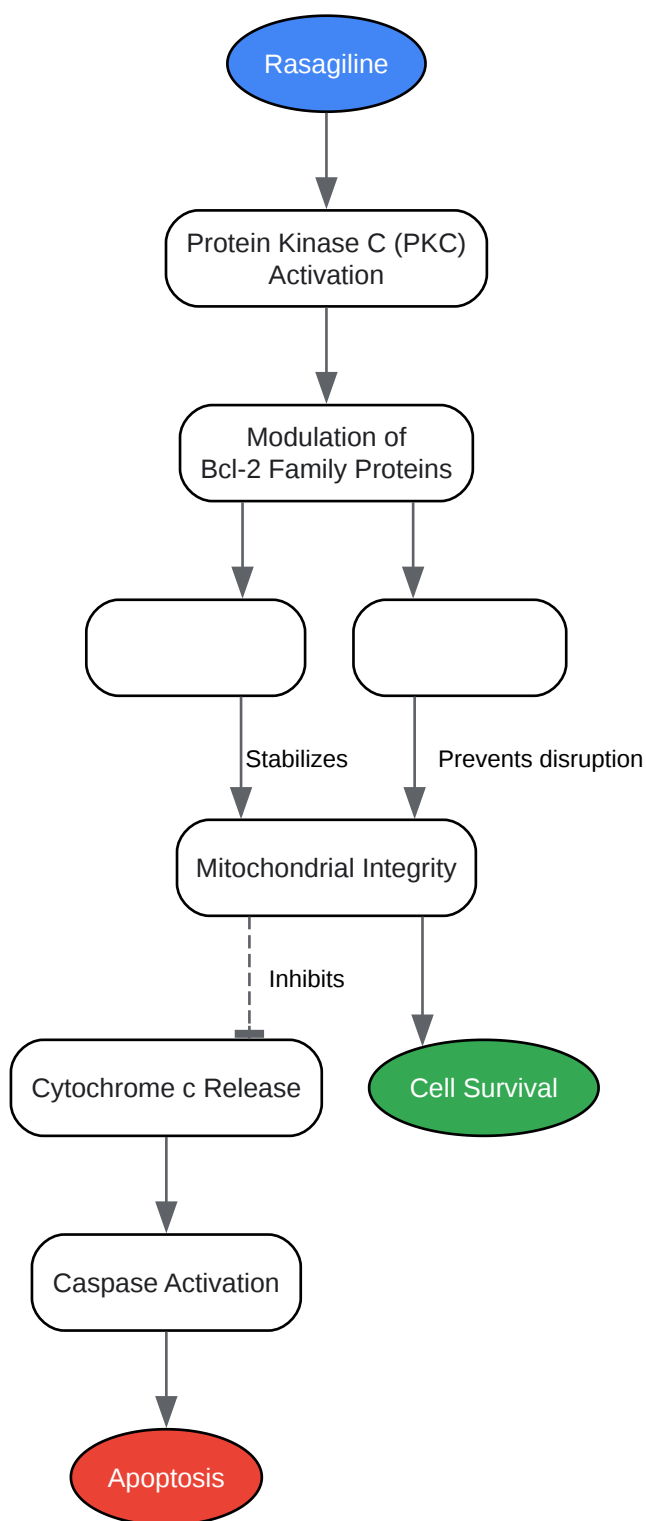 Rasagiline
Protein Kinase C (PKC)
Activation
Modulation of
Bcl-2 Family Proteins
Stabilizes
Prevents disruption
Mitochondrial Integrity
Inhibits
Cytochrome c Release
Cell Survival
Caspase Activation
Apoptosis